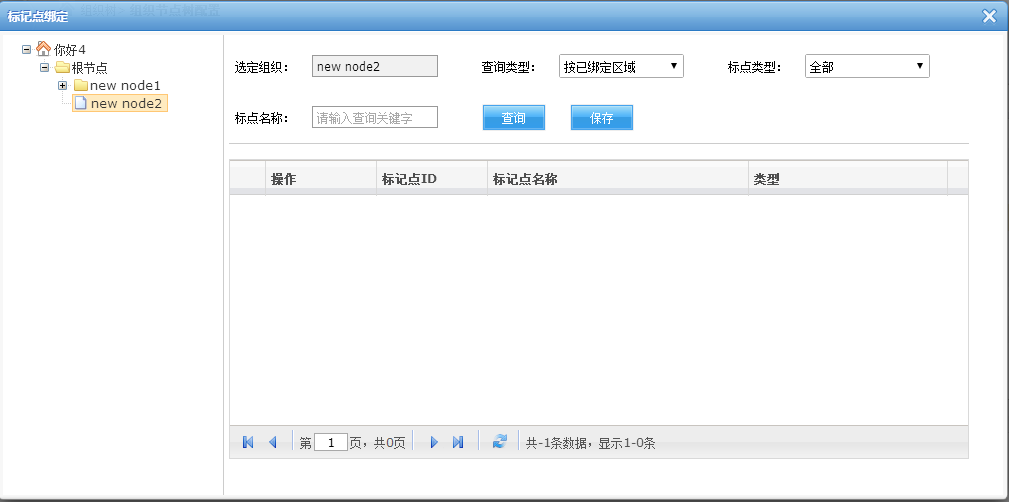 标记点绑定
你好4
根节点
new node1
new node2
选定组织： new node2 查询类型： 按已绑定区域 标点类型： 全部
标点名称： 请输入查询关键字 查询 保存
操作 标记点ID 标记点名称 类型
第 1 页，共0页 共-1条数据，显示1-0条